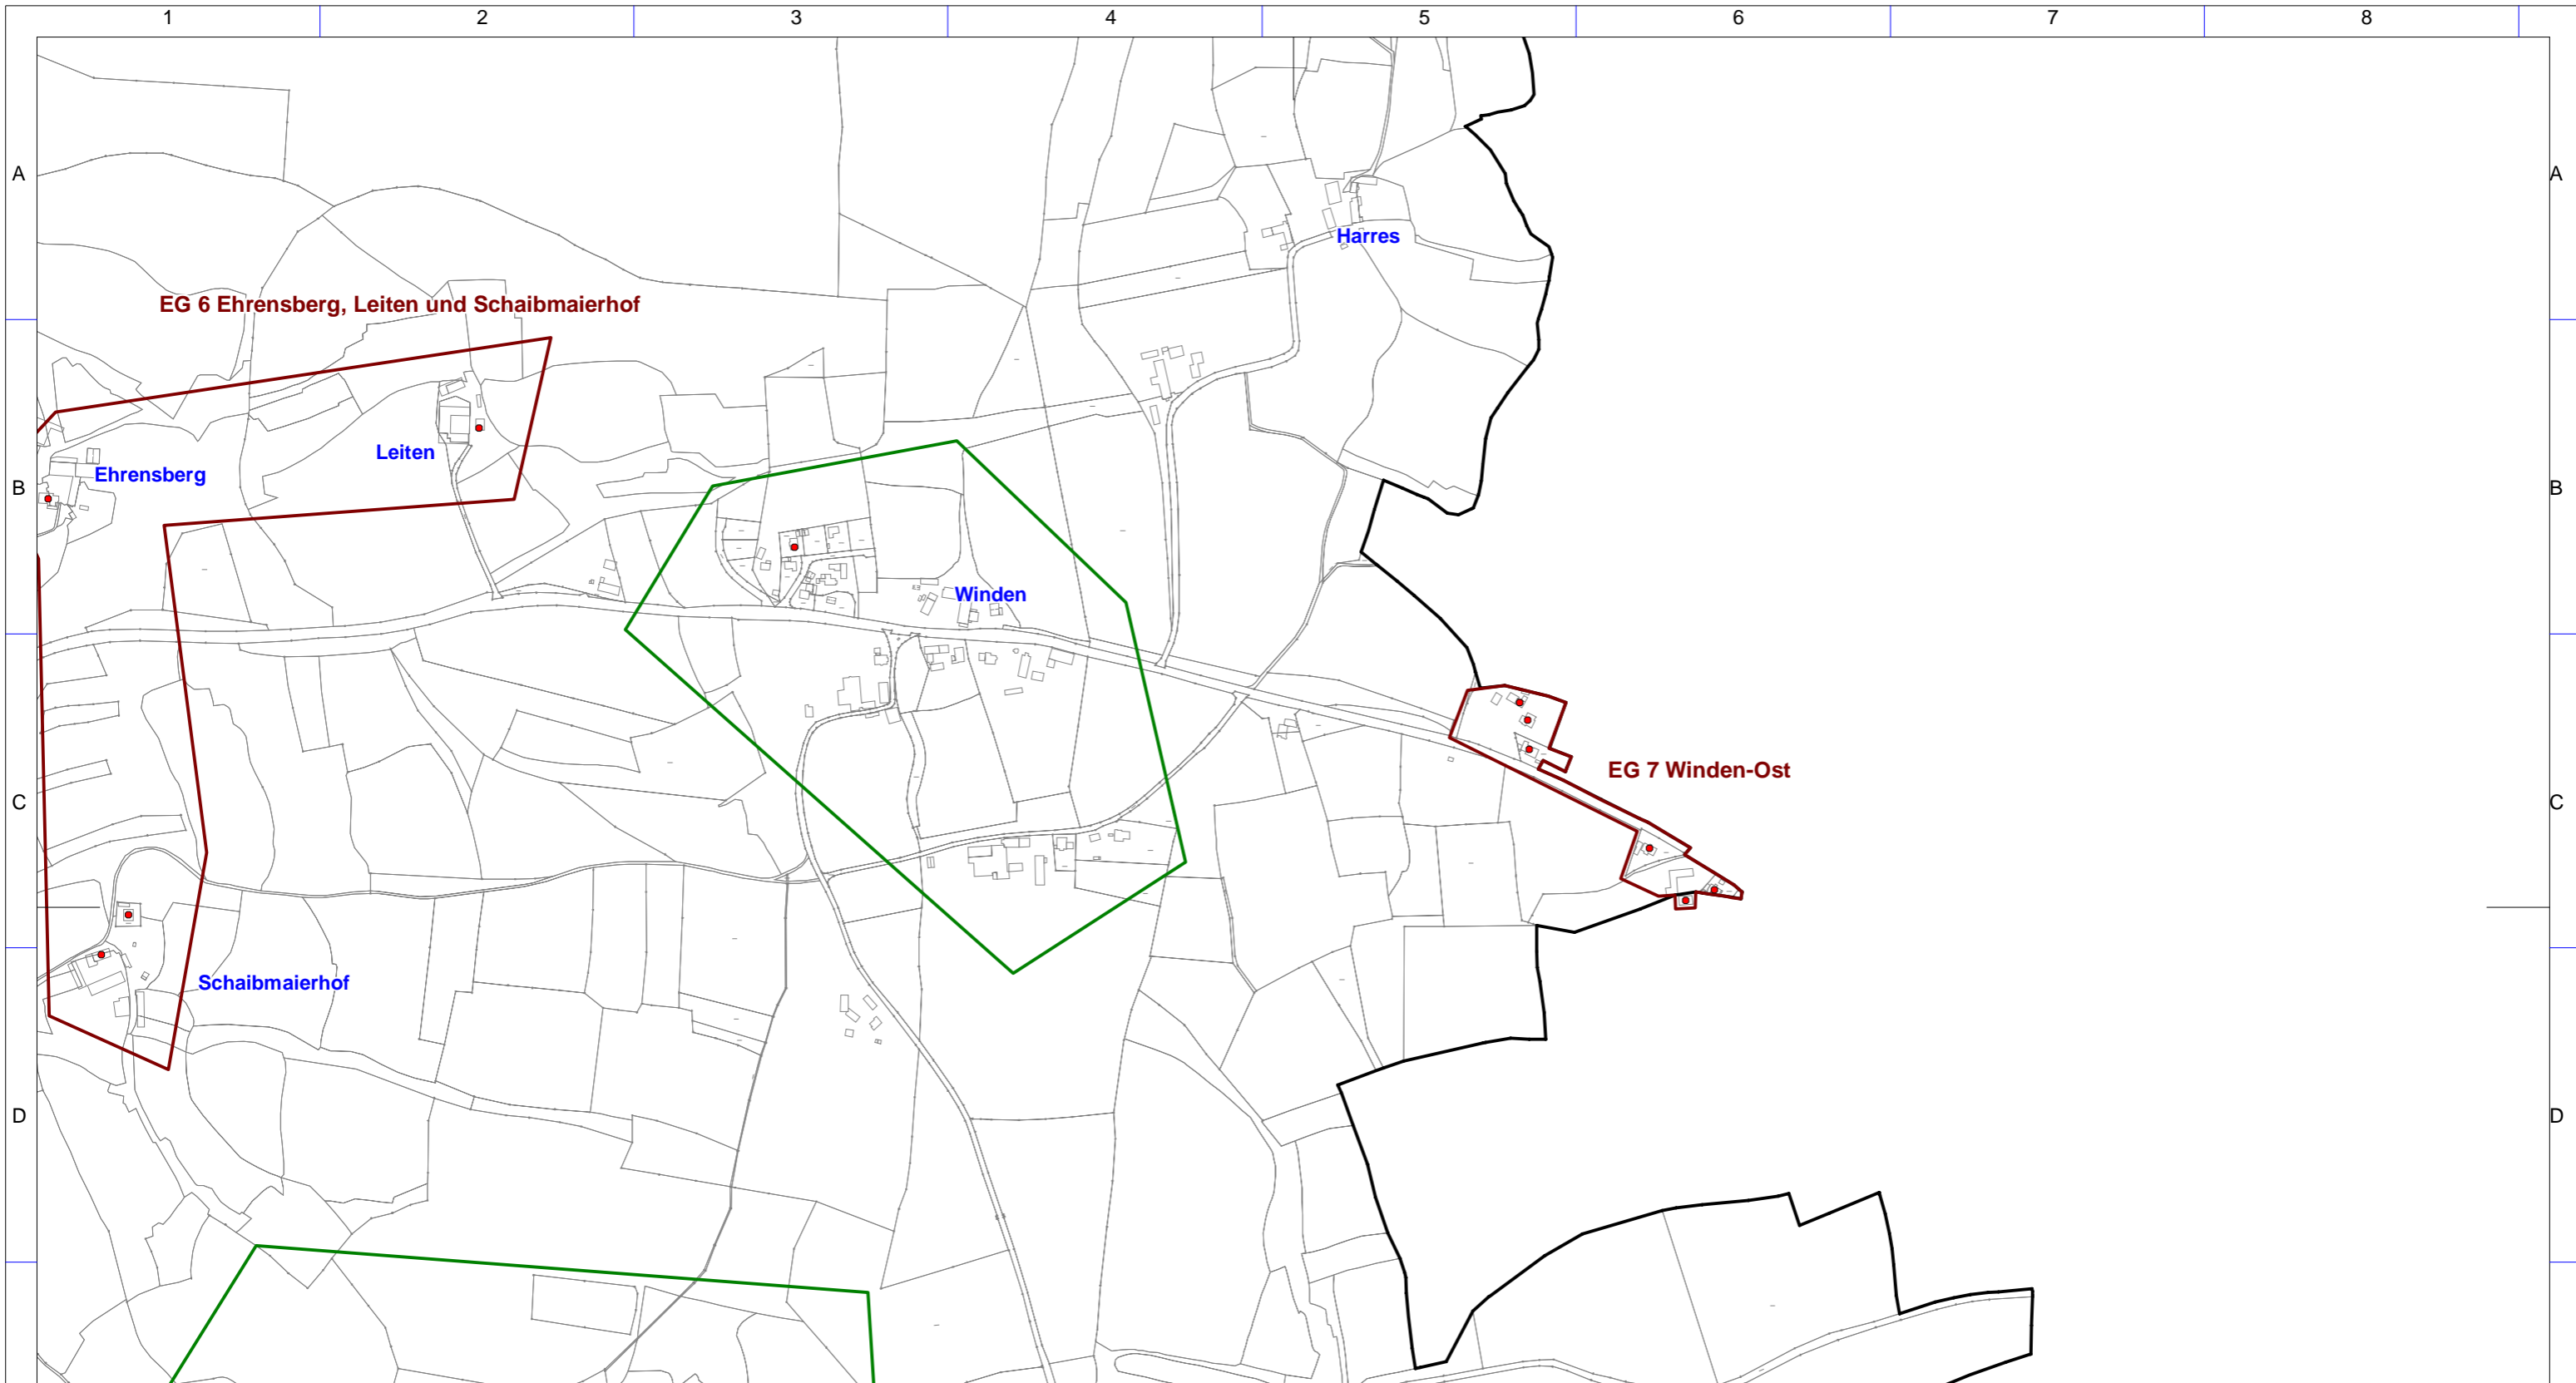 1 2 3 4 5 6 7 8
A A
Harres
EG 6 Ehrensberg, Leiten und Schaibmaierhof
Leiten
Ehrensberg
B B
Winden
EG 7 Winden-Ost
C C
Schaibmaierhof
D D